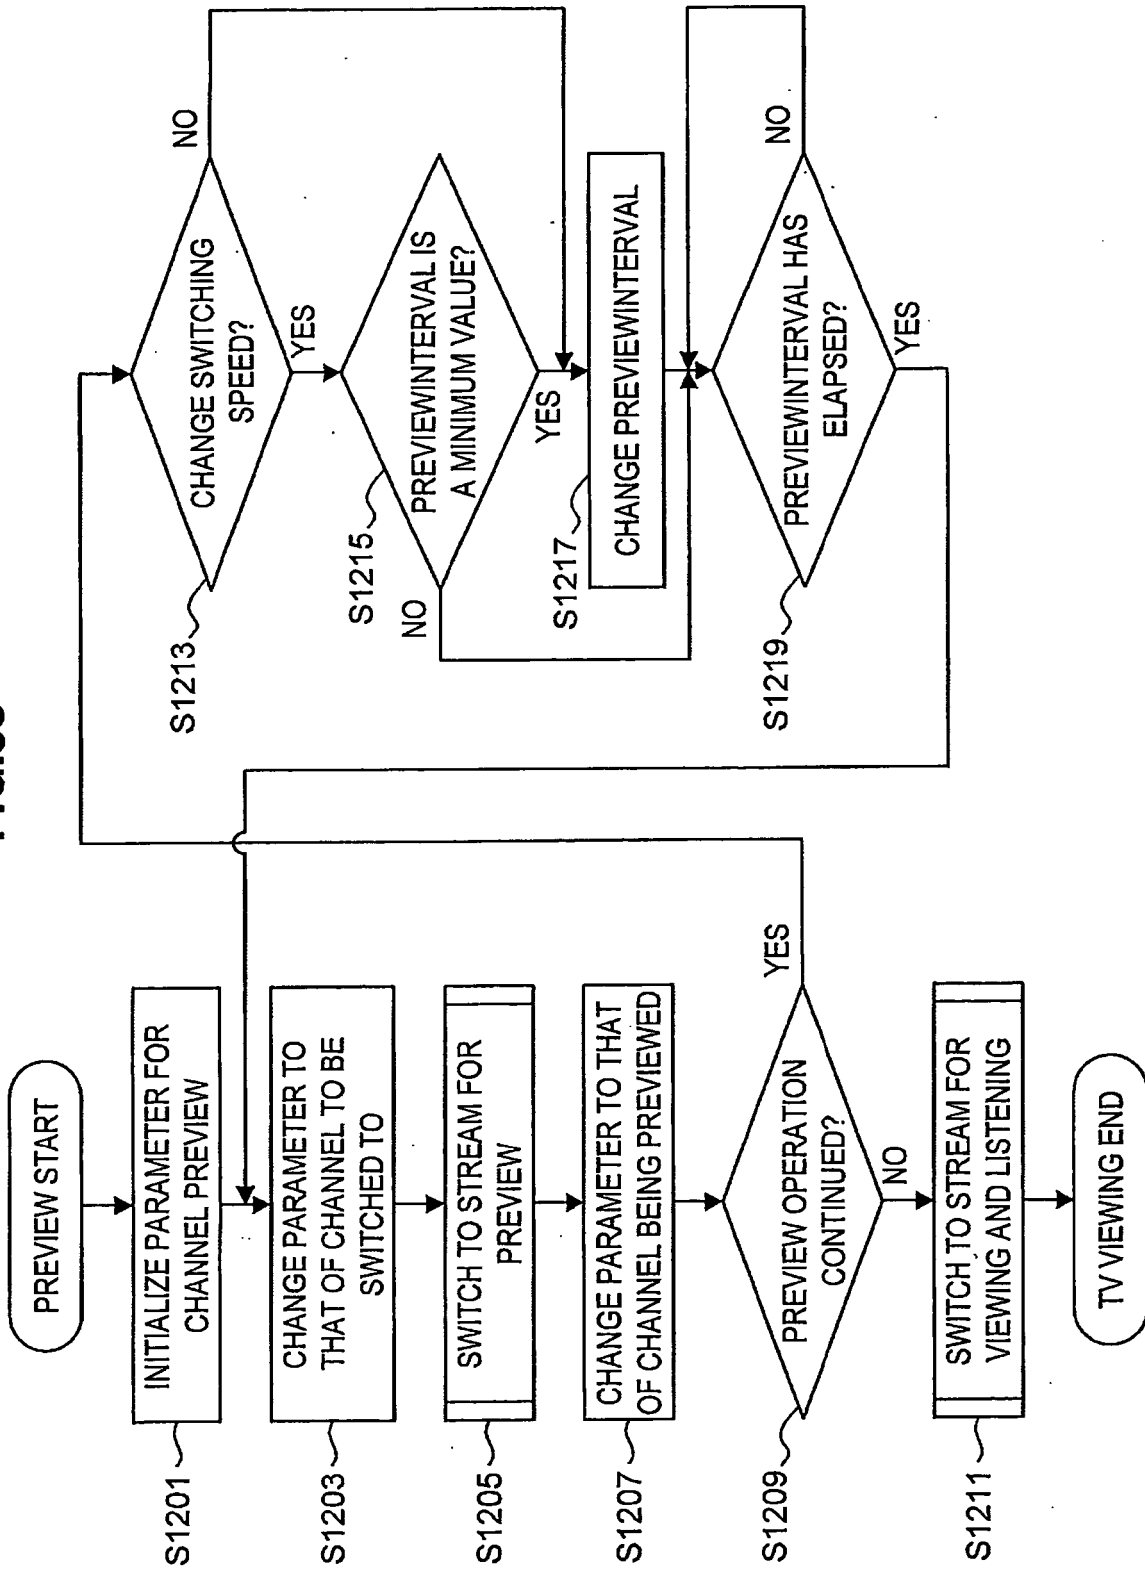 PREVIEW START
S1201
INITIALIZE PARAMETER FOR
CHANNEL PREVIEW
S1203
CHANGE PARAMETER TO
THAT OF CHANNEL TO BE
SWITCHED TO
S1205
SWITCH TO STREAM FOR
PREVIEW
S1207
CHANGE PARAMETER TO THAT
OF CHANNEL BEING PREVIEWED
S1209
PREVIEW OPERATION
CONTINUED?
YES
NO
S1211
SWITCH TO STREAM FOR
VIEWING AND LISTENING
TV VIEWING END
S1213
CHANGE SWITCHING
SPEED?
NO
YES
S1215
PREVIEWINTERVAL IS
A MINIMUM VALUE?
NO
YES
S1217
CHANGE PREVIEWINTERVAL
S1219
PREVIEWINTERVAL HAS
ELAPSED?
NO
YES